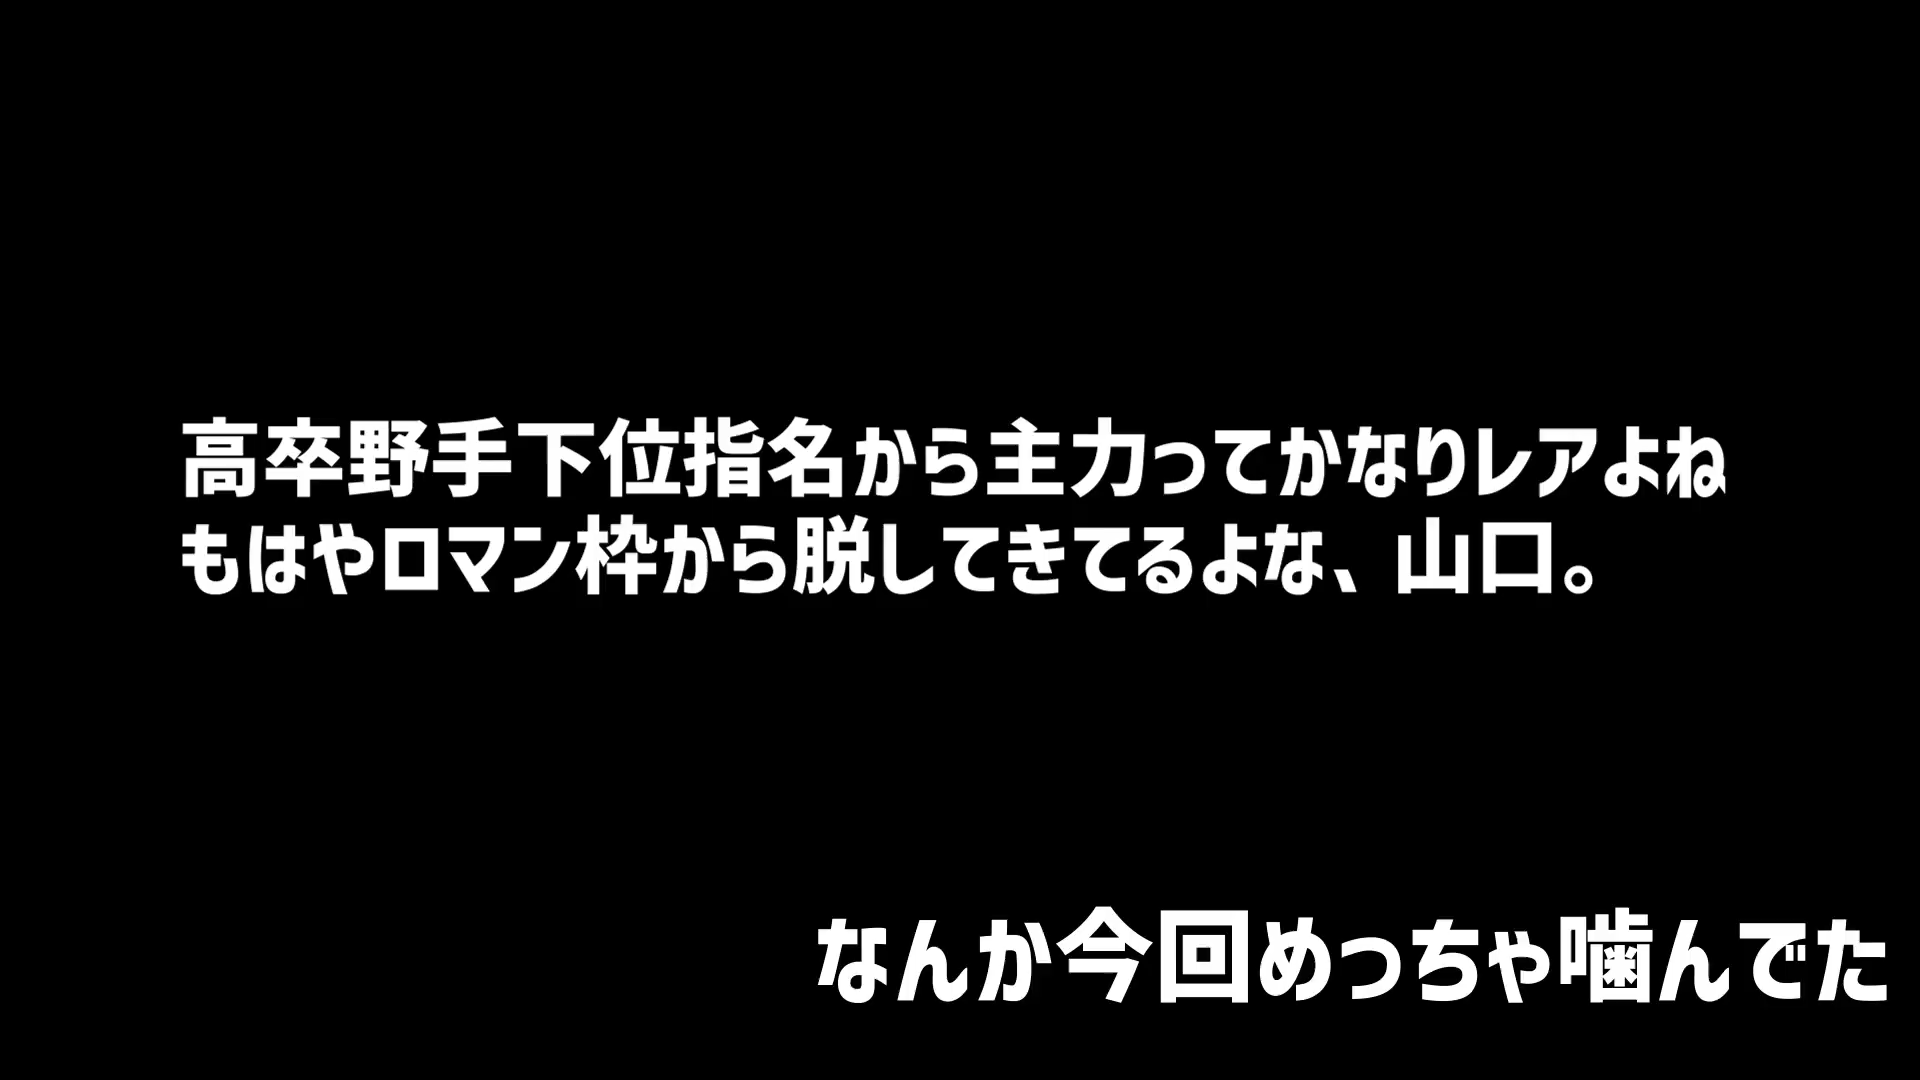 高卒野手下位指名から主力ってかなりレアよね
もはやロマン枠から脱してきてるよな、山口。
なんか今回めっちゃ噛んでた